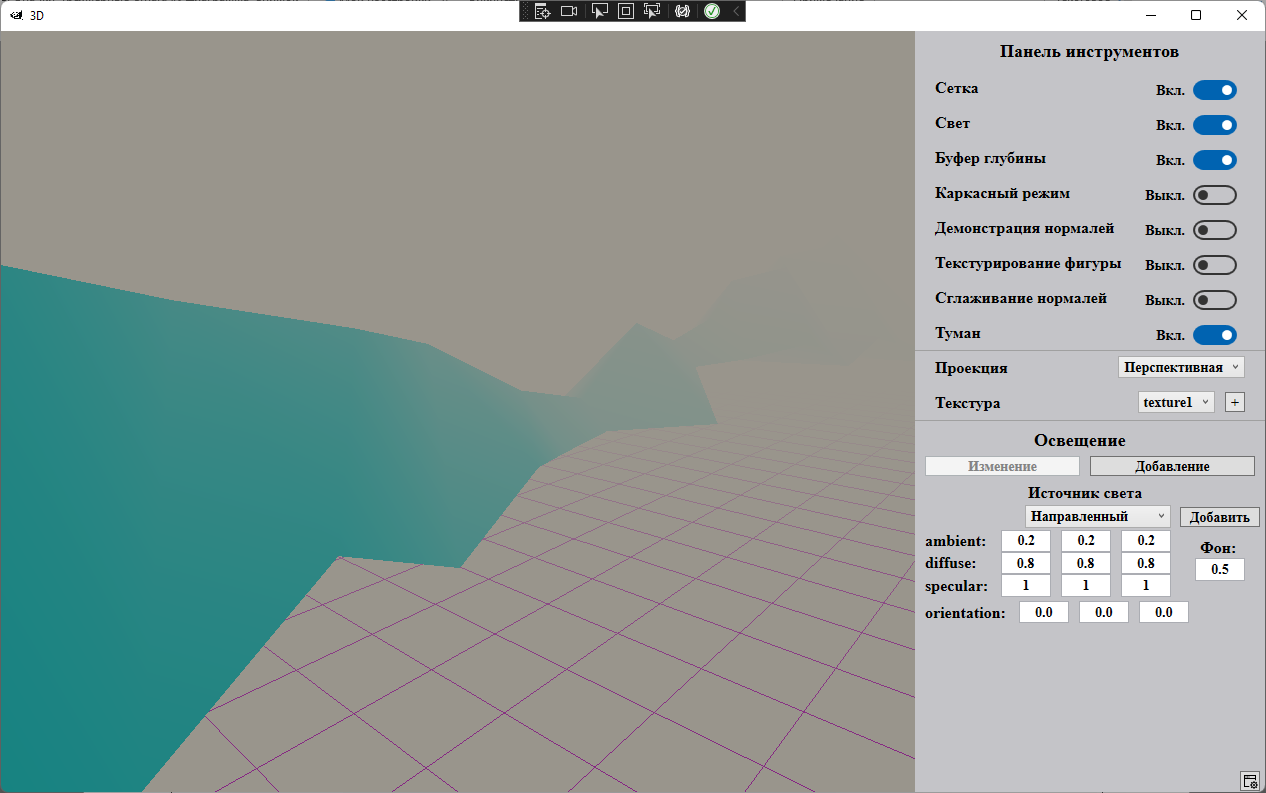 3D
Панель инструментов
Сетка Вкл.
Свет Вкл.
Буфер глубины Вкл.
Каркасный режим Выкл.
Демонстрация нормалей Выкл.
Текстурирование фигуры Выкл.
Сглаживание нормалей Выкл.
Туман Вкл.
Проекция Перспективная
Текстура texture1 +
Освещение
Изменение Добавление
Источник света
Направленный Добавить
ambient: 0.2 0.2 0.2
Фон:
diffuse: 0.8 0.8 0.8
0.5
specular: 1 1 1
orientation: 0.0 0.0 0.0